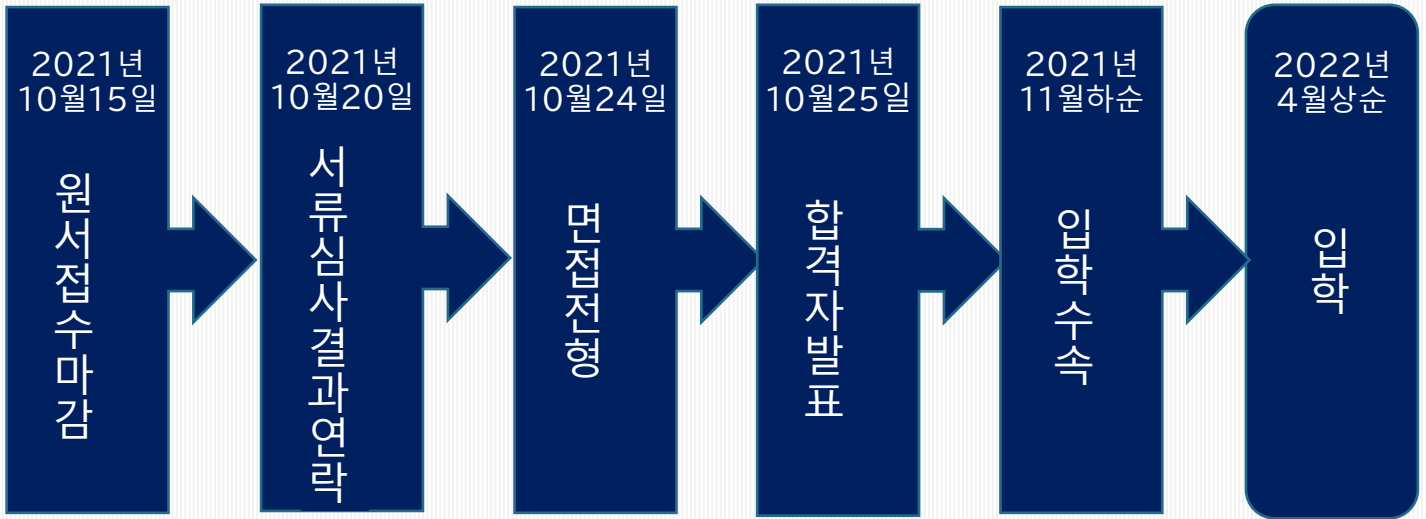 2021년
10월15일
원서접수마감
2021년
10월20일
서류심사결과연락
2021년
10월24일
면접전형
2021년
10월25일
합격자발표
2021년
11월하순
입학수속
2022년
4월상순
입학